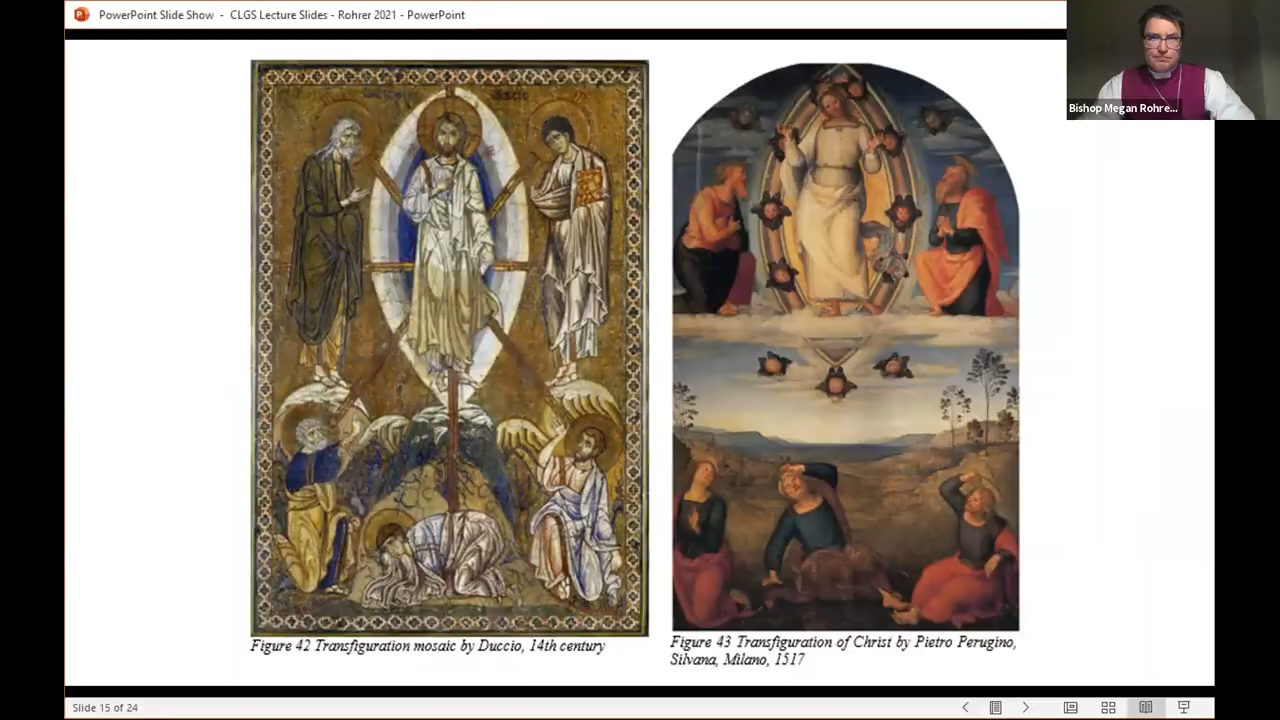 PowerPoint Slide Show - CLGS Lecture Slides - Rohrer 2021 - PowerPoint
Bishop Megan Rohre...
Figure 42 Transfiguration mosaic by Duccio, 14th century
Figure 43 Transfiguration of Christ by Pietro Perugino,
Silvana, Milano, 1517
Slide 15 of 24